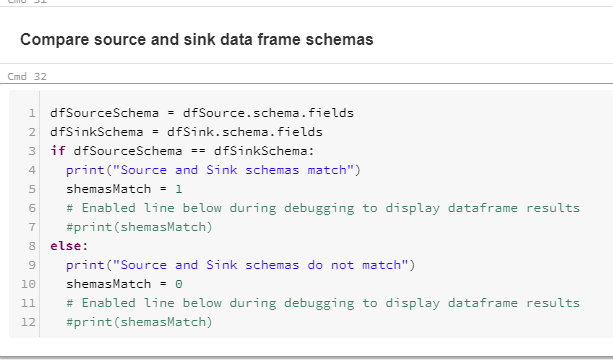 Cmd 31
Compare source and sink data frame schemas
Cmd 32
1 dfSourceSchema = dfSource.schema.fields
2 dfSinkSchema = dfSink.schema.fields
3 if dfSourceSchema == dfSinkSchema:
4   print("Source and Sink schemas match")
5   shemasMatch = 1
6   # Enabled line below during debugging to display dataframe results
7   #print(shemasMatch)
8 else:
9   print("Source and Sink schemas do not match")
10   shemasMatch = 0
11   # Enabled line below during debugging to display dataframe results
12   #print(shemasMatch)